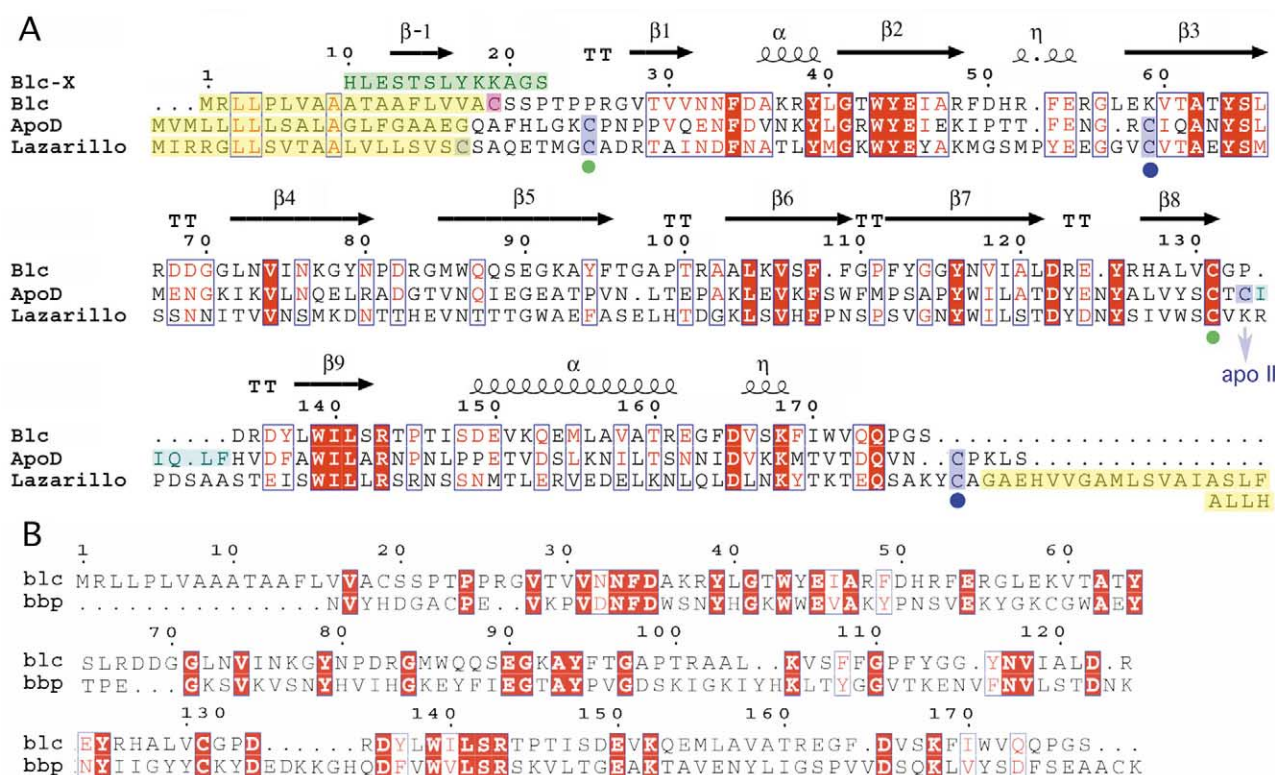 A
β-1 β1 α β2 η β3
10 20 TT
Blc-X HLESTSLYKKAGS
1 30 40 50 60
Blc ...MRLLPLVAAATAAFLVVACSSPTPPRGVTVVNNFDAKRYLGTWYEIARFDHR.FERGLEKVTATYSL
ApoD MVMLLLLLSALAGLFGAAEGQAFHLGKCPNPPVQENFDVNKYLGRWYEIEKIPTT.FENG.RCIQANYSL
Lazarillo MIRRGLLSVTAALVLLSVSCSAQETMGCADRTAINDFNATLYMGKWYEYAKMGSMPYEEGGVCVTAEYSM
TT β4 β5 TT β6 TT β7 TT β8
70 80 90 100 110 120 130
Blc RDDGGLNVINKGYNPDRGMWQQSEGKAYFTGAPTRAALKVSF.FGPFYGGYNVIALDRE.YRHALVCGP.
ApoD MENGKIKVLNQELRADGTVNQIEGEATPVN.LTEPAKLEVKFSWFMPSAPYWILATDYENYALVYSCTCI
Lazarillo SSNNITVVNSMKDNTTHEVNTTTGWAEFASELHTDGKLSVHFPNSPSVGNYWILSTDYDNYSIVWSCVKR
apo II
TT β9 α η
140 150 160 170
Blc .....DRDYLWILSRTPTISDEVKQEMLAVATREGFDVSKFIWVQQPGS.....................
ApoD IQ.LFHVDFAWILARNPNLPPETVDSLKNILTSNNIDVKKMTVTDQVN..CPKLS...............
Lazarillo PDSAASTEISWILLRSRNSSNMTLERVEDELKNLQLDLNKYTKTEQSAKYCAGAEHVVGAMLSVAIASLF
ALLH
B
1 10 20 30 40 50 60
blc MRLLPLVAAATAAFLVVACSSPTPPRGVTVVNNFDAKRYLGTWYEIARFDHRFERGLEKVTATY
bbp ................NVYHDGACPE..VKPVDNFDWSNYHGKWWEVAKYPNSVEKYGKCGWAEY
70 80 90 100 110 120
blc SLRDDGGLNVINKGYNPDRGMWQQSEGKAYFTGAPTRAAL..KVSFFGPFYGG.YNVIALD.R
bbp TPE...GKSVKVSNYHVIHGKEYFIEGTAYPVGDSKIGKIYHKLTYGGVTKENVFNVLSTDNK
130 140 150 160 170
blc EYRHALVCGPD......RDYLWILSRTPTISDEVKQEMLAVATREGF.DVSKFIWVQQPGS...
bbp NYIIGYYCKYDEDKKGHQDFVWVLSRSKVLTGEAKTAVENYLIGSPVVDSQKLVYSDFSEAACK